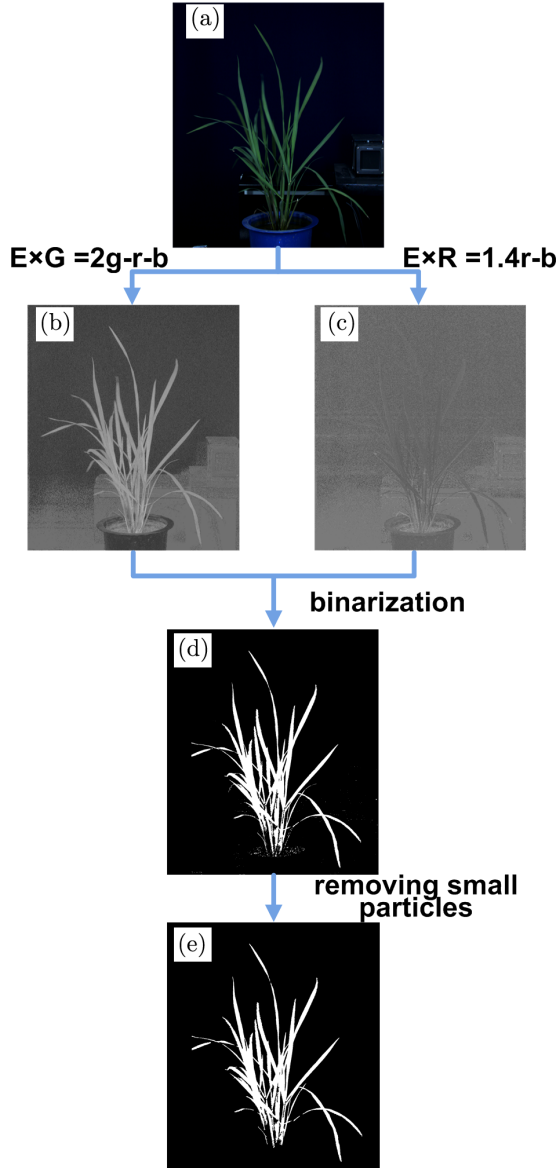 (a)
E×G =2g-r-b
E×R =1.4r-b
(b)
(c)
binarization
(d)
removing small
particles
(e)